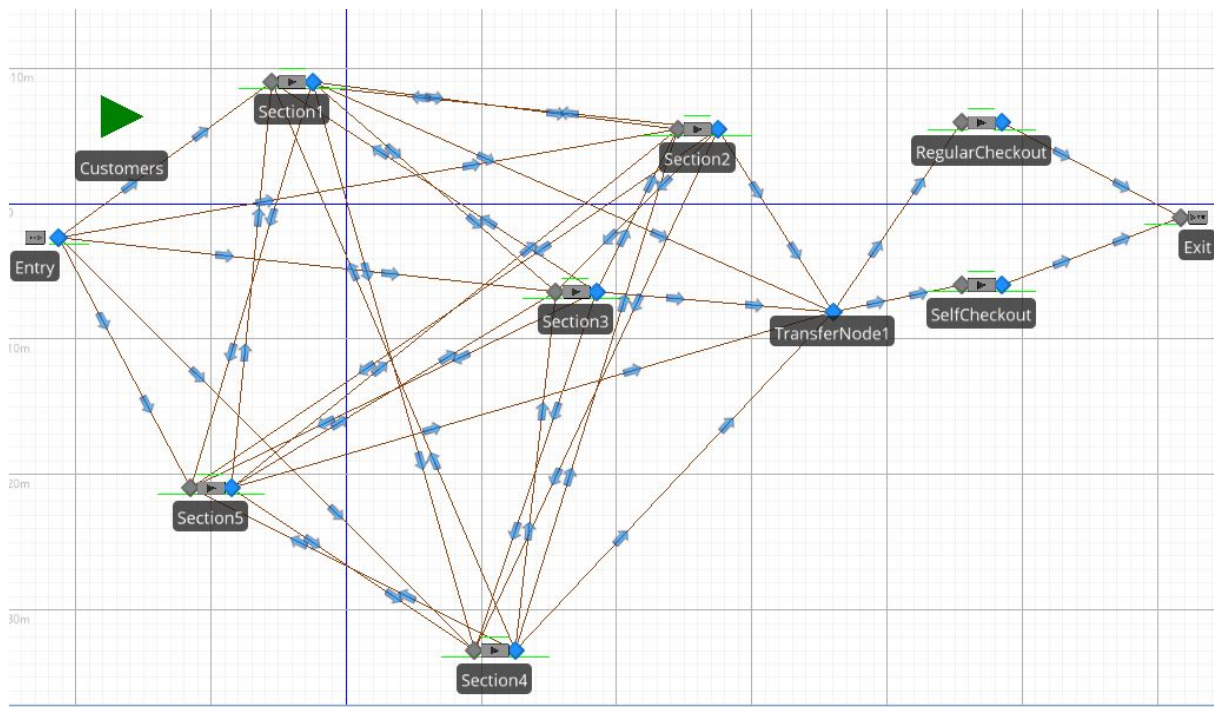 10m
Section1
Section2
RegularCheckout
Customers
0
Entry
Exit
Section3
SelfCheckout
TransferNode1
10m
20m
Section5
30m
Section4